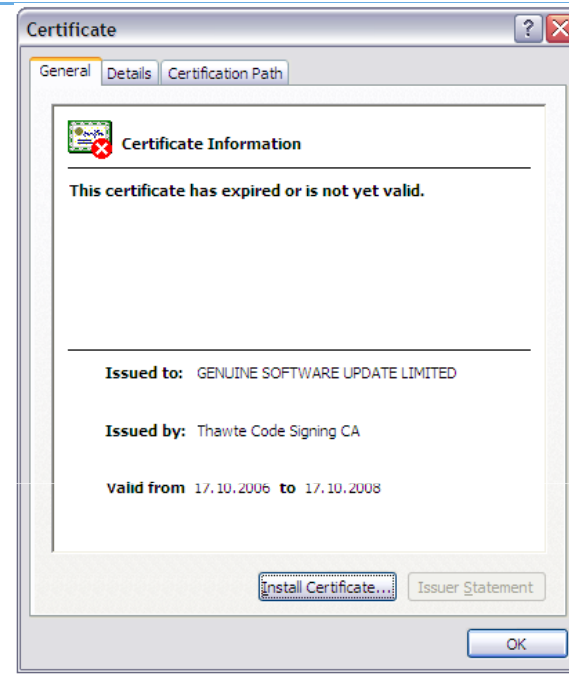 Certificate
General Details Certification Path
Certificate Information
This certificate has expired or is not yet valid.
Issued to: GENUINE SOFTWARE UPDATE LIMITED
Issued by: Thawte Code Signing CA
Valid from 17.10.2006 to 17.10.2008
Install Certificate... Issuer Statement
OK